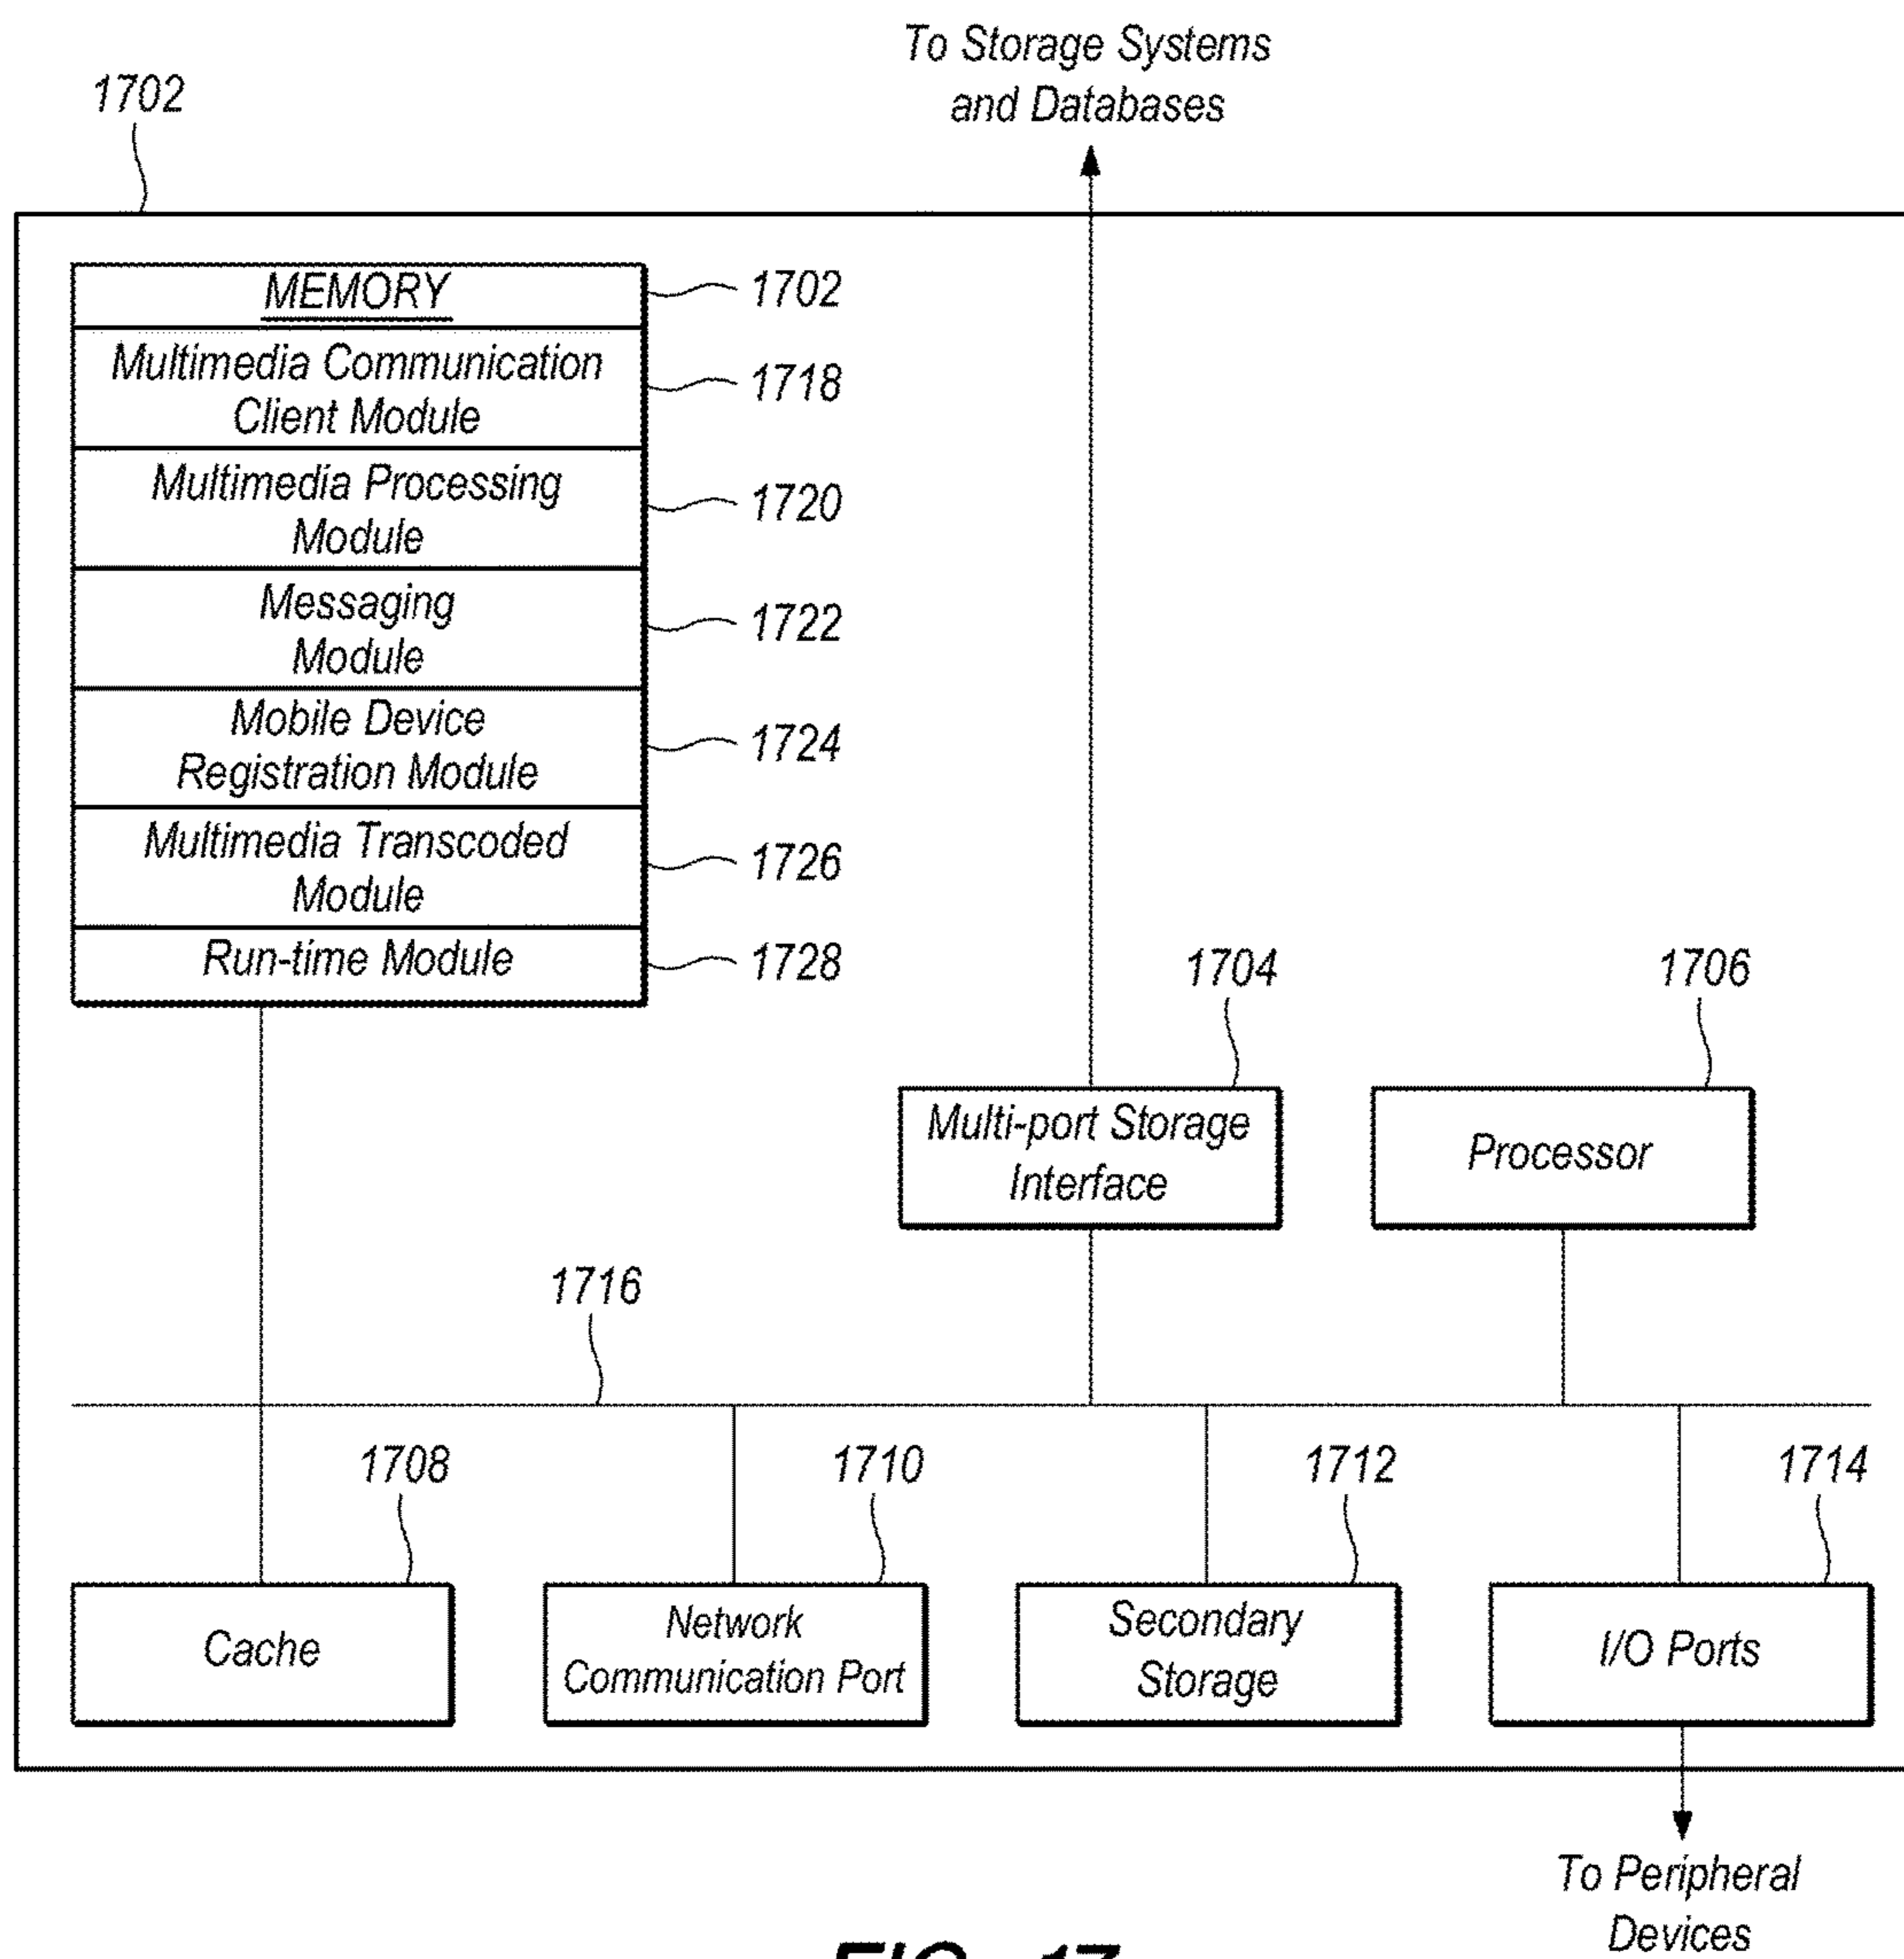 To Storage Systems
and Databases
1702
MEMORY
1702
Multimedia Communication
Client Module
1718
Multimedia Processing
Module
1720
Messaging
Module
1722
Mobile Device
Registration Module
1724
Multimedia Transcoded
Module
1726
Run-time Module
1728
1704
1706
Multi-port Storage
Interface
Processor
1716
1708
1710
1712
1714
Cache
Network
Communication Port
Secondary
Storage
I/O Ports
To Peripheral
Devices
FIG. 17